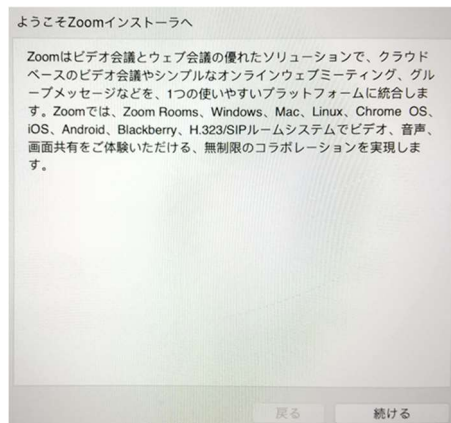 ようこそZoomインストーラへ
Zoomはビデオ会議とウェブ会議の優れたソリューションで、クラウド
ベースのビデオ会議やシンプルなオンラインウェブミーティング、グル
ープメッセージなどを、1つの使いやすいプラットフォームに統合しま
す。Zoomでは、Zoom Rooms、Windows、Mac、Linux、Chrome OS、
iOS、Android、Blackberry、H.323/SIPルームシステムでビデオ、音声、
画面共有をご体験いただける、無制限のコラボレーションを実現しま
す。
戻る 続ける